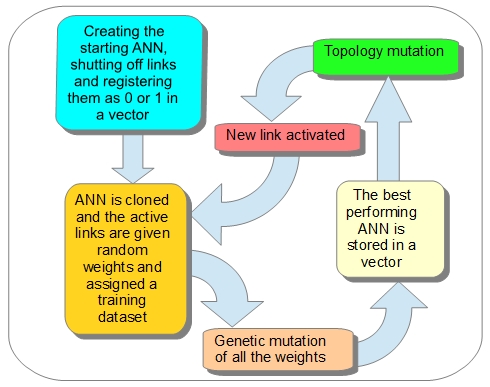 Creating the
starting ANN,
shutting off links
and registering
them as 0 or 1 in
a vector
Topology mutation
New link activated
ANN is cloned
and the active
links are given
random
weights and
assigned a
training
dataset
The best
performing
ANN is
stored in a
vector
Genetic mutation
of all the weights